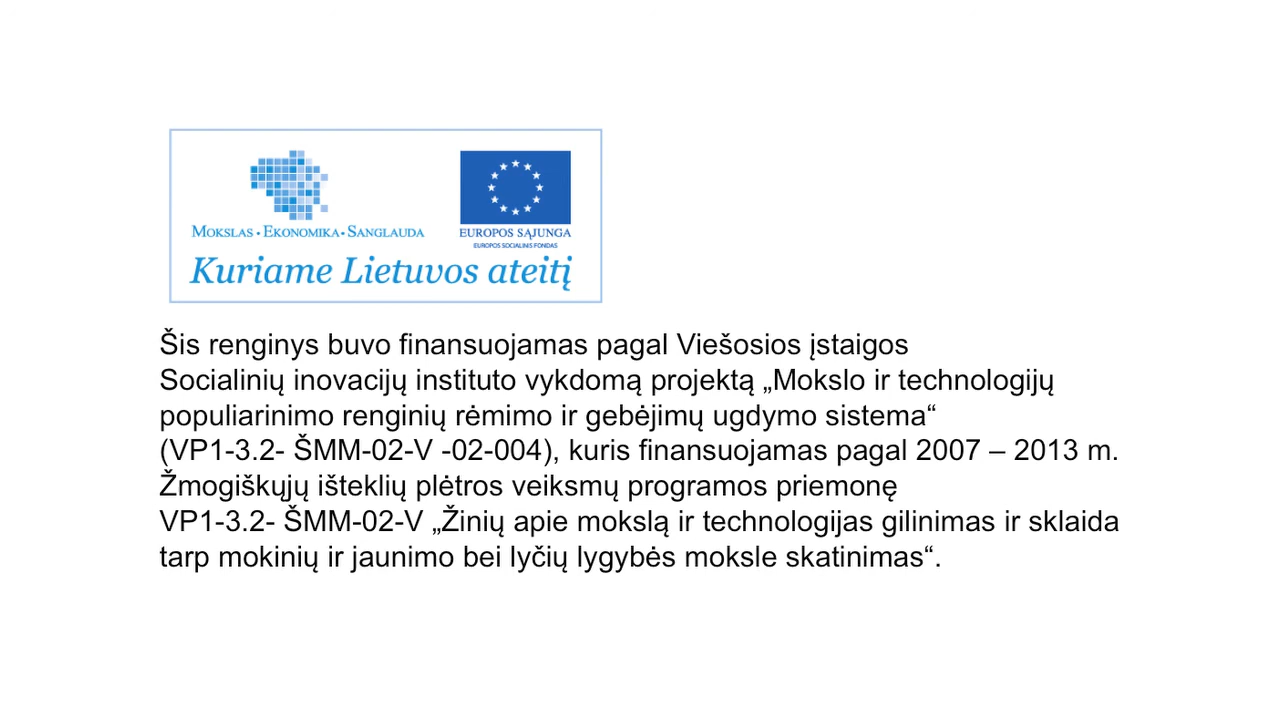 MOKSLAS • EKONOMIKA • SANGLAUDA
EUROPOS SĄJUNGA
EUROPOS SOCIALINIS FONDAS
Kuriame Lietuvos ateitį
Šis renginys buvo finansuojamas pagal Viešosios įstaigos
Socialinių inovacijų instituto vykdomą projektą „Mokslo ir technologijų
populiarinimo renginių rėmimo ir gebėjimų ugdymo sistema“
(VP1-3.2- ŠMM-02-V -02-004), kuris finansuojamas pagal 2007 – 2013 m.
Žmogiškųjų išteklių plėtros veiksmų programos priemonę
VP1-3.2- ŠMM-02-V „Žinių apie mokslą ir technologijas gilinimas ir sklaida
tarp mokinių ir jaunimo bei lyčių lygybės moksle skatinimas“.